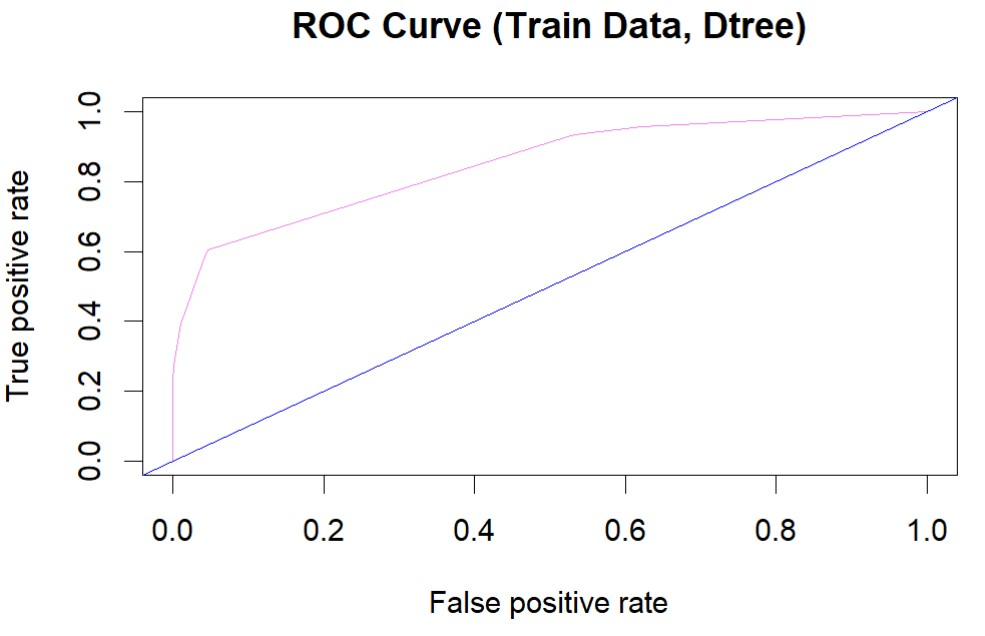 ROC Curve (Train Data, Dtree)
True positive rate
1.0
0.8
0.6
0.4
0.2
0.0
0.0 0.2 0.4 0.6 0.8 1.0
False positive rate